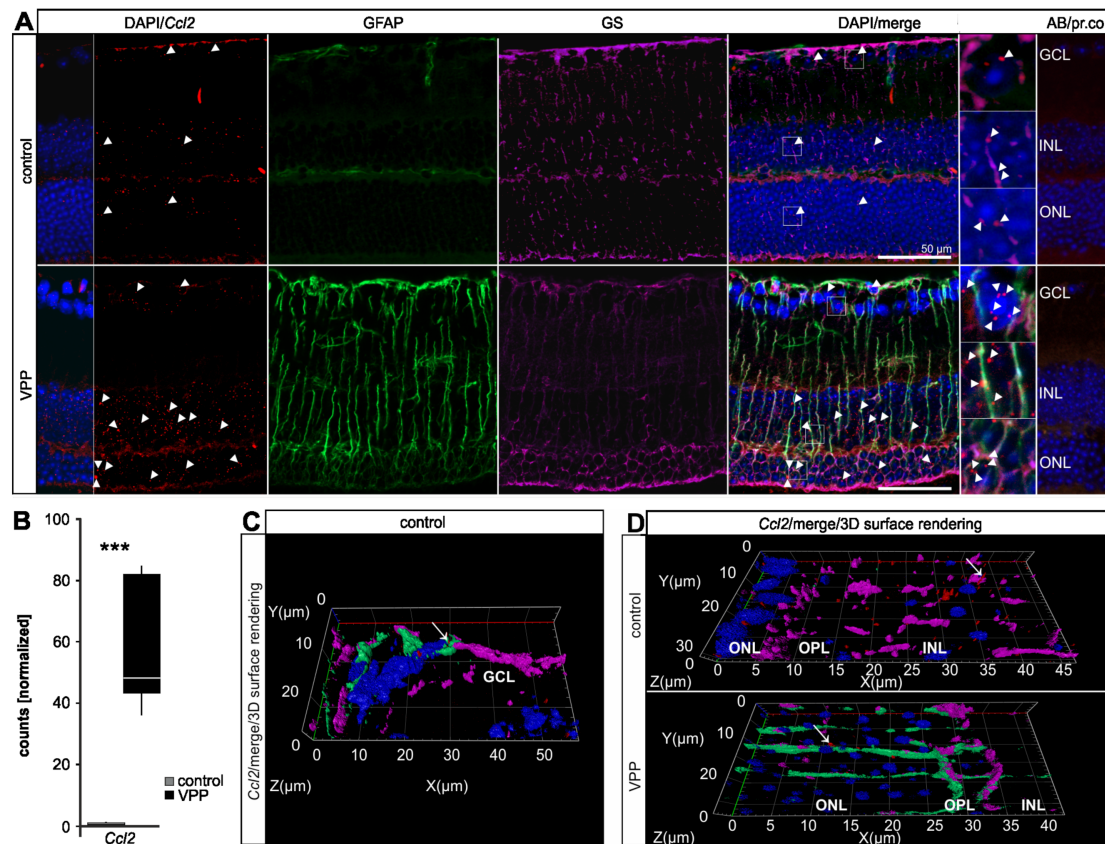 A
DAPI/Ccl2 GFAP GS DAPI/merge AB/pr.co
control
GCL
INL
ONL
50 µm
VPP
GCL
INL
ONL
B
counts [normalized]
100
80
60
40
20
0
***
control
VPP
Ccl2
C
control
Ccl2/merge/3D surface rendering
0
Y(µm)
10
20
0
GCL
0 10 20 30 40 50
Z(µm) X(µm)
D
Ccl2/merge/3D surface rendering
control
0
Y(µm) 10
20
30
ONL OPL INL
0 5 10 15 20 25 30 35 40 45
Z(µm) X(µm)
VPP
0
Y(µm) 10
20
0
ONL OPL INL
0 5 10 15 20 25 30 35 40
Z(µm) X(µm)